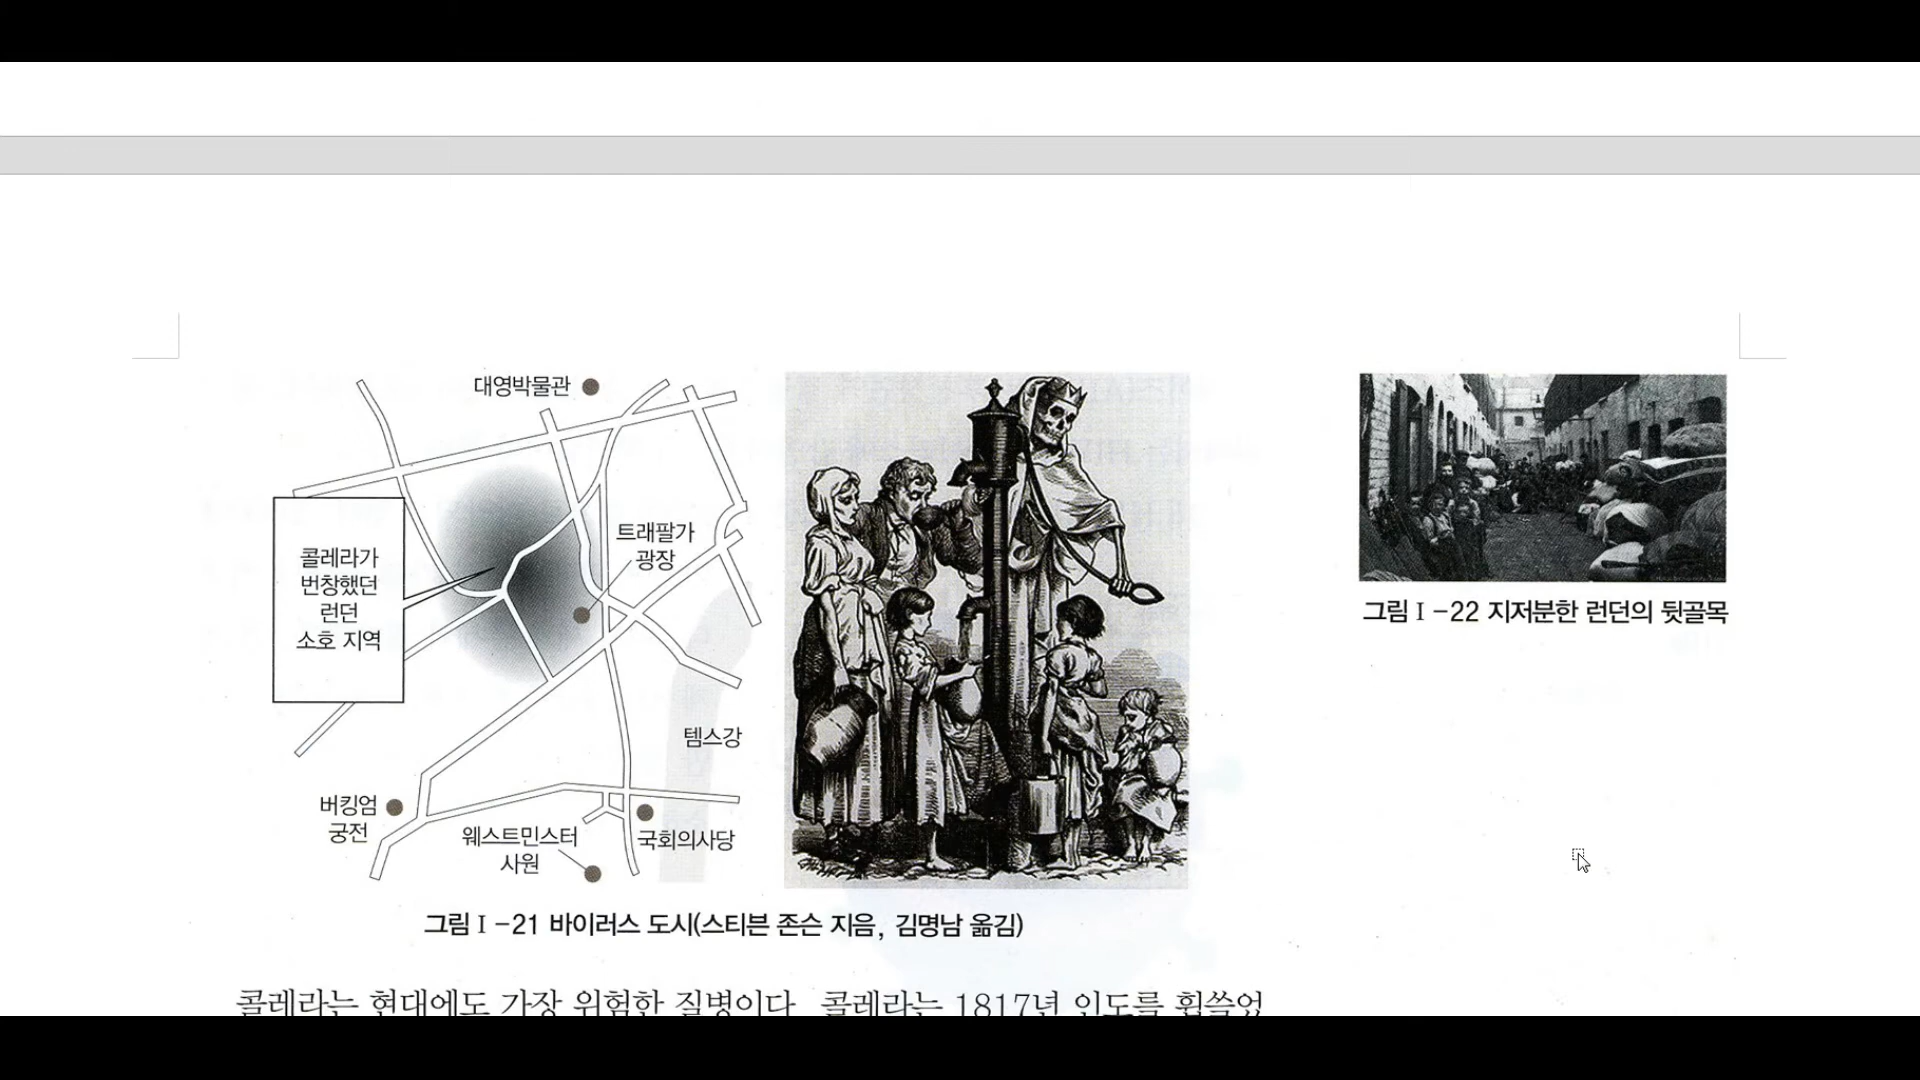 대영박물관
트래팔가
광장
콜레라가
번창했던
런던
소호 지역
템스강
버킹엄
궁전
웨스트민스터
사원
국회의사당
그림 Ⅰ-21 바이러스 도시(스티븐 존슨 지음, 김명남 옮김)
그림 Ⅰ-22 지저분한 런던의 뒷골목
콜레라는 현대에도 가장 위험한 질병이다 콜레라는 1817년 인도를 휩쓸었